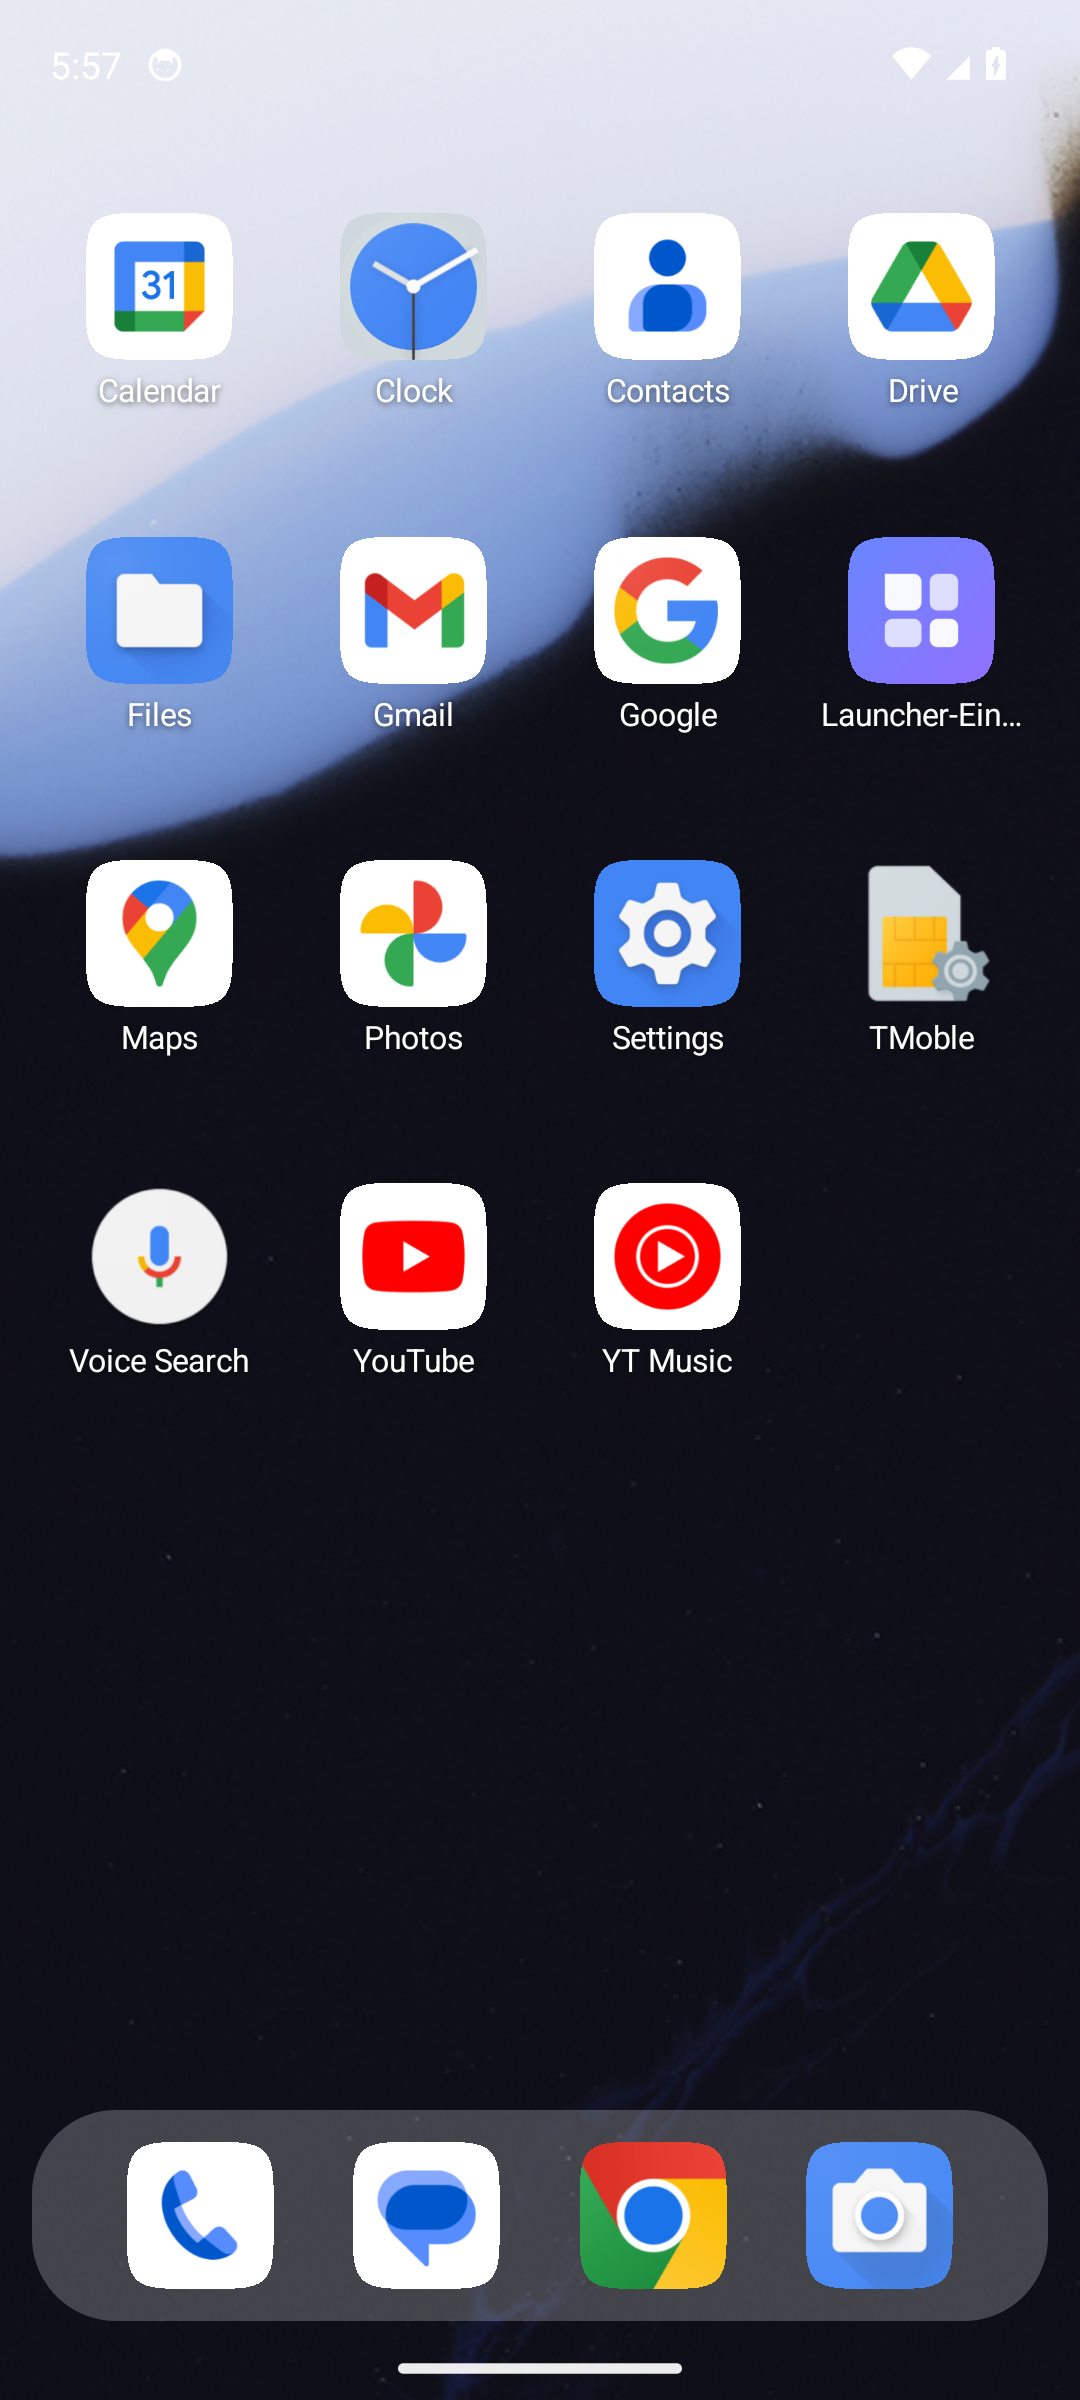 5:57
31
Calendar
Clock
Contacts
Drive
Files
Gmail
Google
Launcher-Ein...
Maps
Photos
Settings
TMoble
Voice Search
YouTube
YT Music